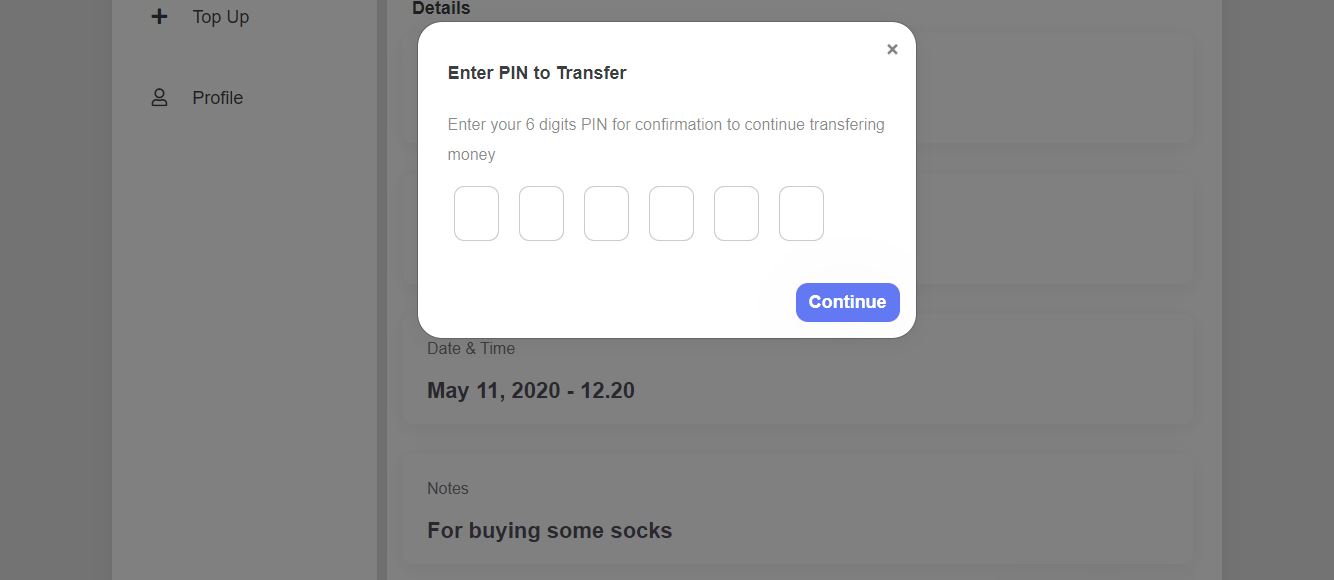 Top Up
Profile
Details
×
Enter PIN to Transfer
Enter your 6 digits PIN for confirmation to continue transfering
money
Continue
Date & Time
May 11, 2020 - 12.20
Notes
For buying some socks